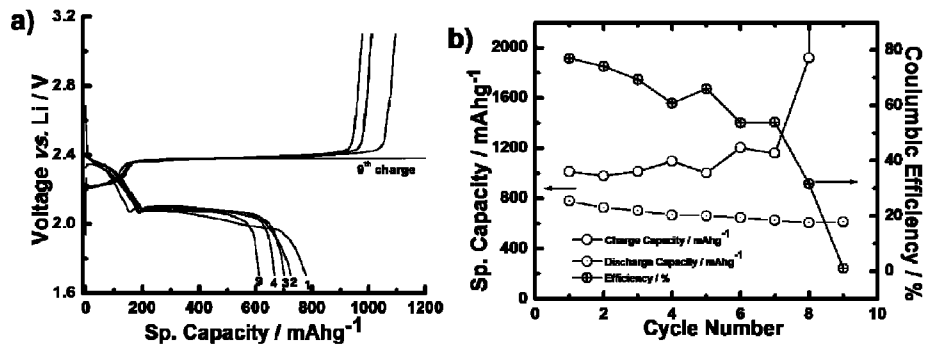 a)
3.2
2.8
2.4
2.0
1.6
Voltage vs. Li / V
9th charge
9 4 32 1
0 200 400 600 800 1000 1200
Sp. Capacity / mAhg-1
b)
2000
1600
1200
800
400
0
Sp. Capacity / mAhg-1
80
60
40
20
0
Coulumbic Efficiency / %
Charge Capacity / mAhg-1
Discharge Capacity / mAhg-1
Efficiency / %
0 2 4 6 8 10
Cycle Number